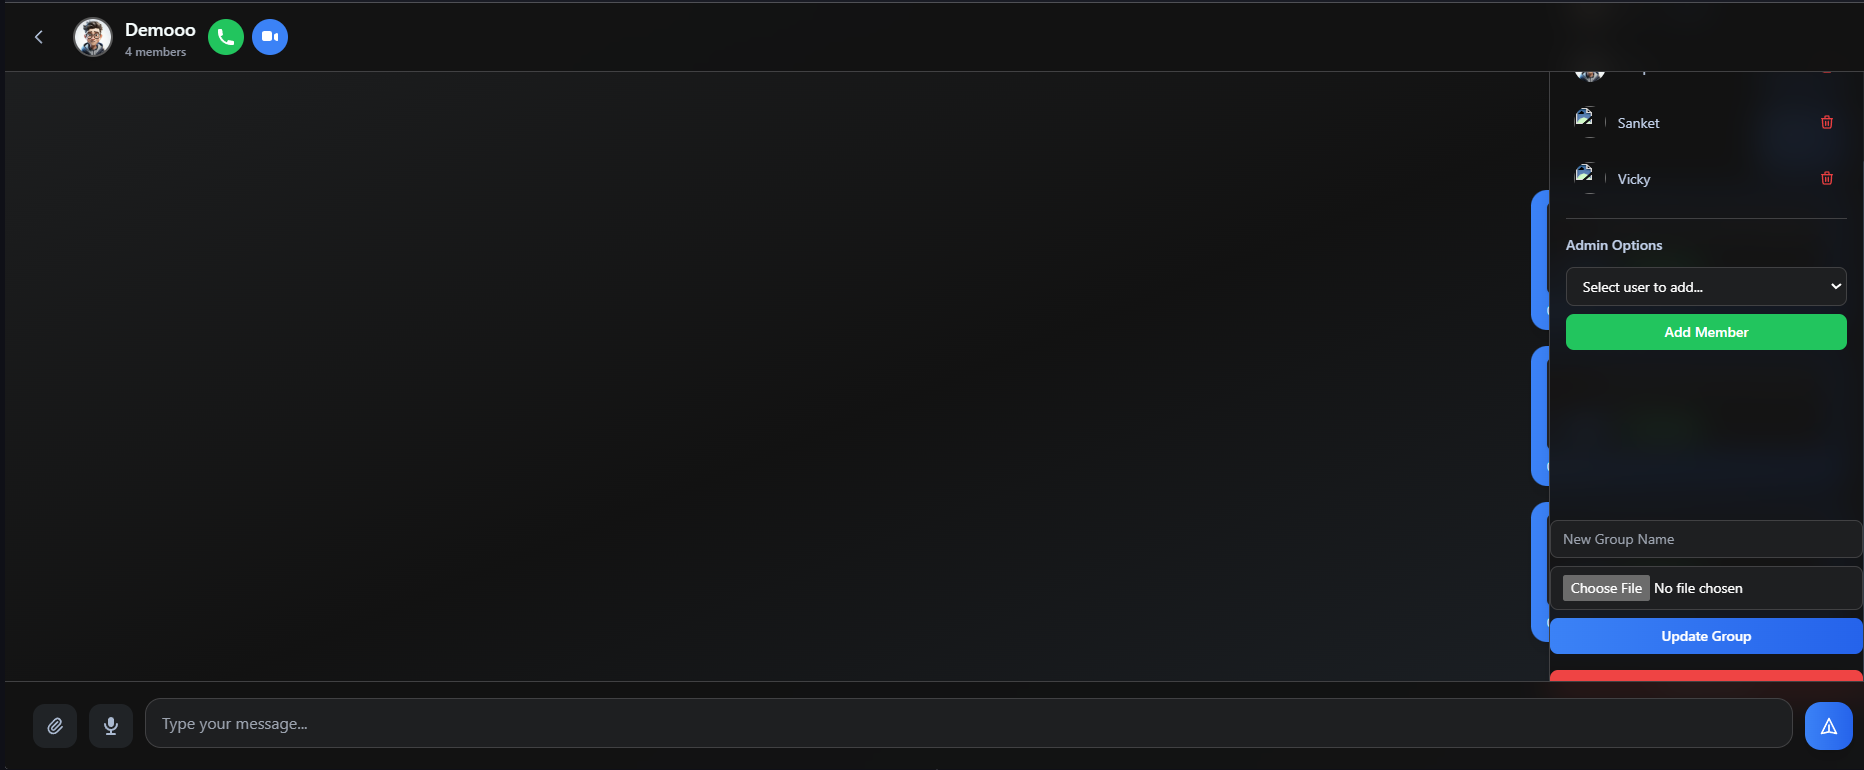 Demooo
4 members
Sanket
Vicky
Admin Options
Select user to add...
Add Member
New Group Name
Choose File No file chosen
Update Group
Type your message...